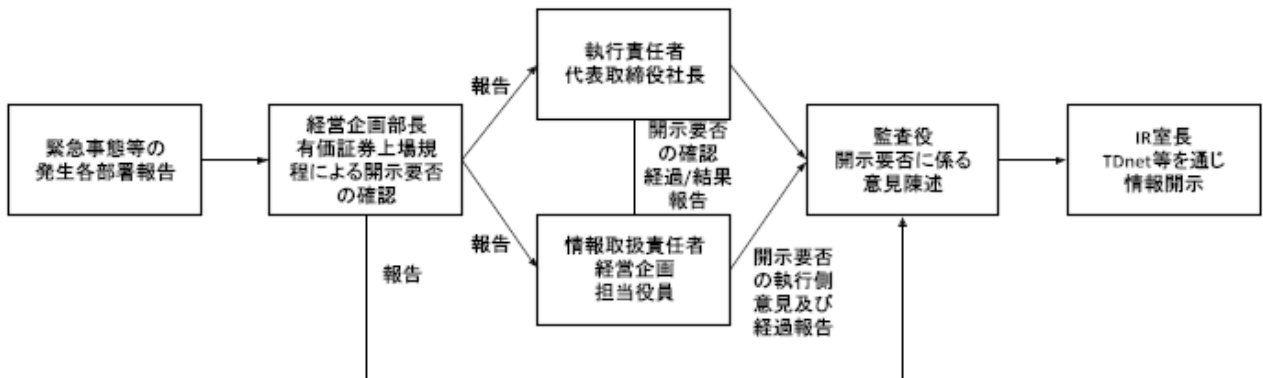 緊急事態等の
発生各部署報告
経営企画部長
有価証券上場規
程による開示要否
の確認
報告
報告
報告
執行責任者
代表取締役社長
開示要否
の確認
経過/結果
報告
情報取扱責任者
経営企画
担当役員
開示要否
の執行側
意見及び
経過報告
監査役
開示要否に係る
意見陳述
IR室長
TDnet等を通じ
情報開示